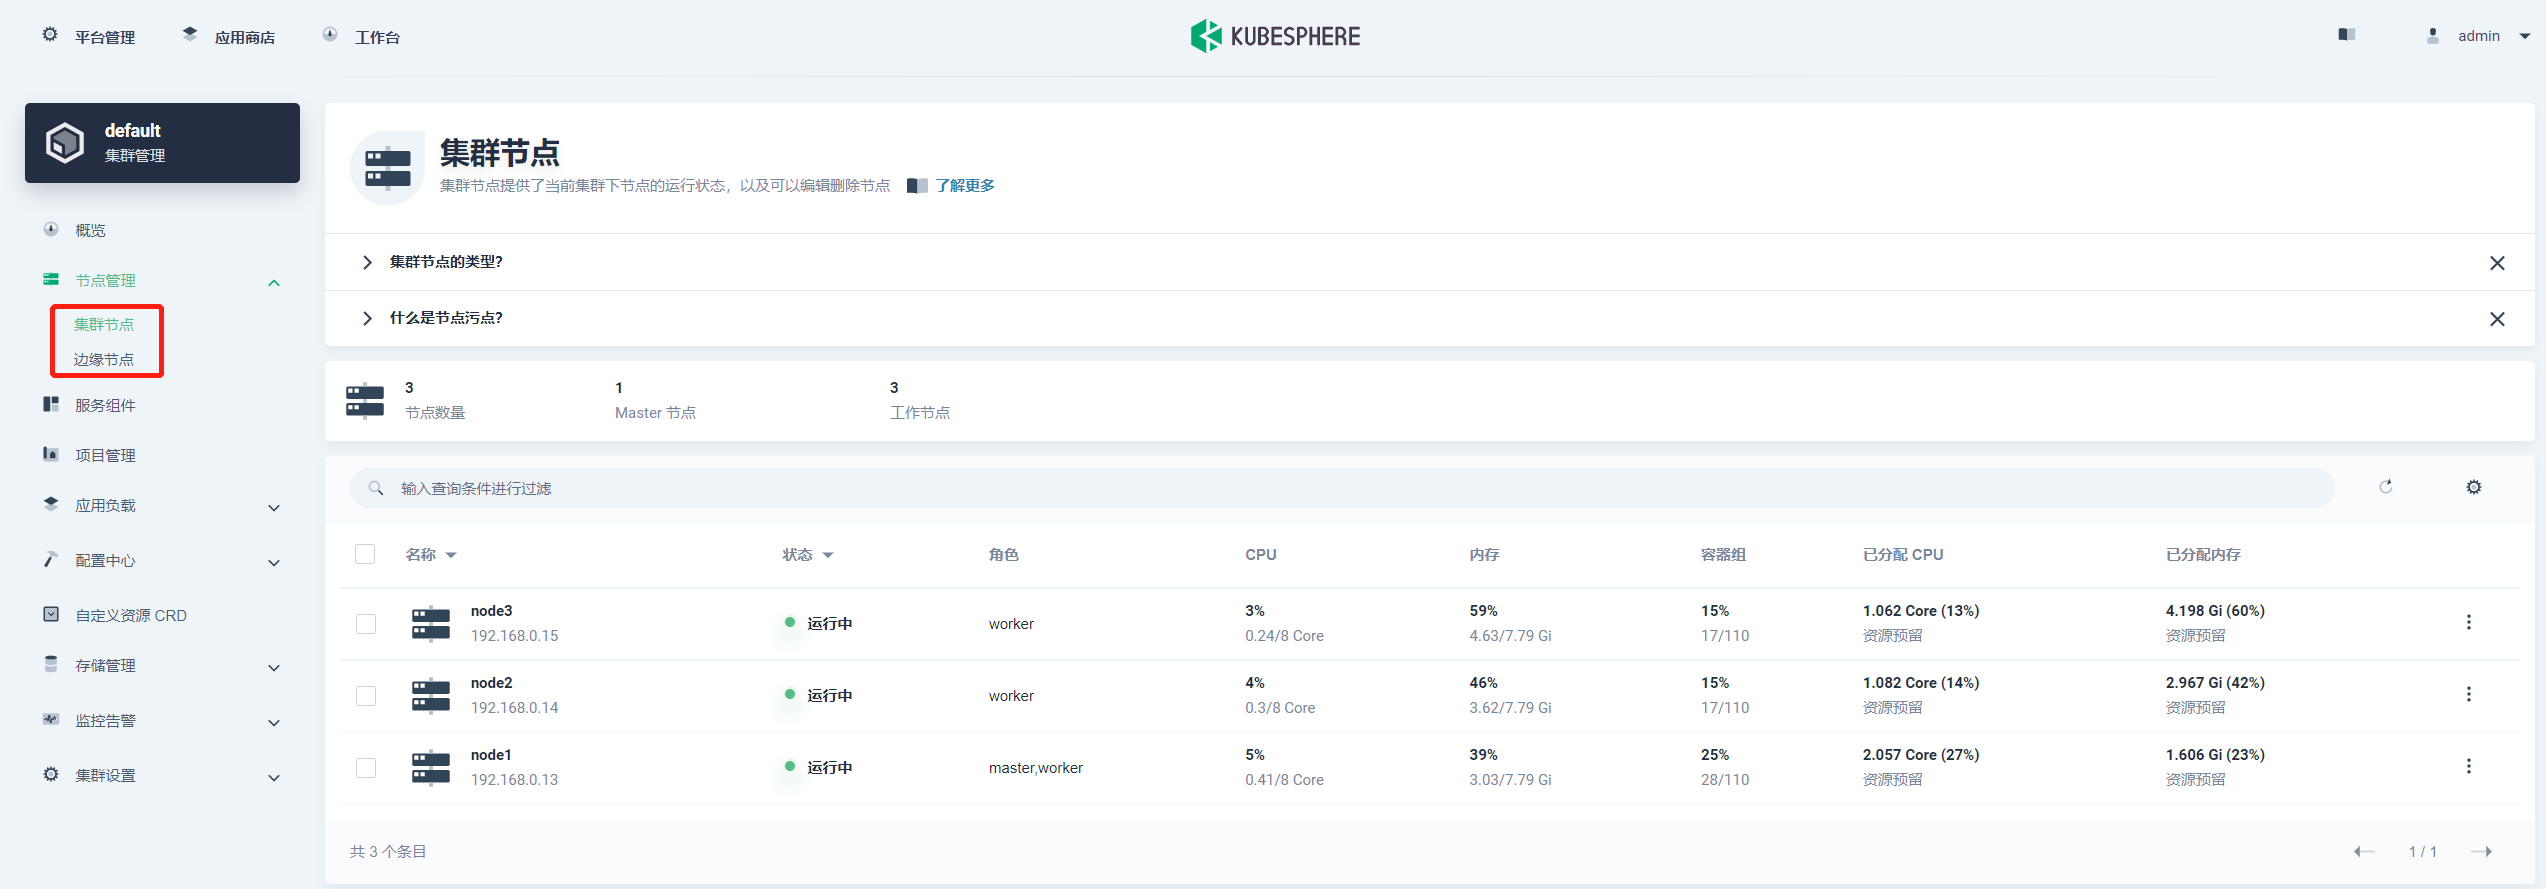 平台管理
应用商店
工作台
KUBESPHERE
admin
default
集群管理
概览
节点管理
集群节点
边缘节点
服务组件
项目管理
应用负载
配置中心
自定义资源 CRD
存储管理
监控告警
集群设置
集群节点
集群节点提供了当前集群下节点的运行状态，以及可以编辑删除节点 了解更多
集群节点的类型?
什么是节点污点?
3 1 3
节点数量 Master 节点 工作节点
输入查询条件进行过滤
名称 状态 角色 CPU 内存 容器组 已分配 CPU 已分配内存
node3 3% 59% 15% 1.062 Core (13%) 4.198 Gi (60%)
运行中 worker
192.168.0.15 0.24/8 Core 4.63/7.79 Gi 17/110 资源预留 资源预留
node2 4% 46% 15% 1.082 Core (14%) 2.967 Gi (42%)
运行中 worker
192.168.0.14 0.3/8 Core 3.62/7.79 Gi 17/110 资源预留 资源预留
node1 5% 39% 25% 2.057 Core (27%) 1.606 Gi (23%)
运行中 master,worker
192.168.0.13 0.41/8 Core 3.03/7.79 Gi 28/110 资源预留 资源预留
共 3 个条目
1 / 1